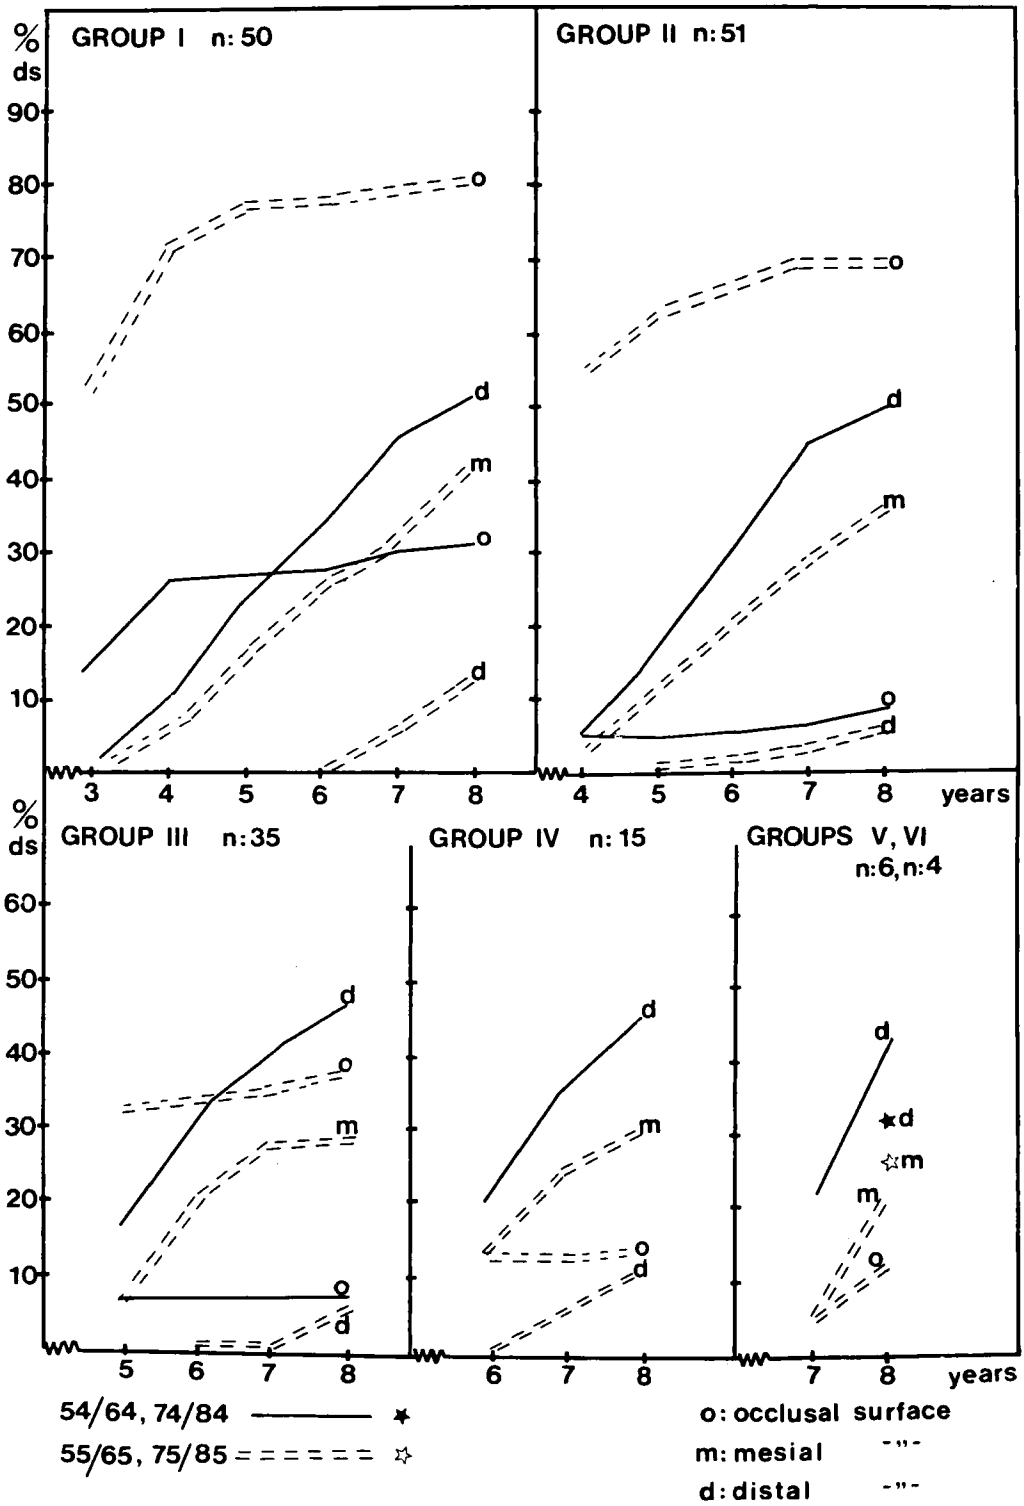 % ds
GROUP I n:50
GROUP II n:51
90
80
70
60
50
40
30
20
10
o
d
m
o
d
o
d
m
o
d
3 4 5 6 7 8
4 5 6 7 8 years
% ds
GROUP III n:35
GROUP IV n:15
GROUPS V, VI
n:6, n:4
60
50
40
30
20
10
d
o
m
o
d
d
m
o
d
d
d
m
m
o
5 6 7 8
6 7 8
7 8 years
54/64, 74/84 ★
55/65, 75/85 ☆
o: occlusal surface
m: mesial -"-
d: distal -"-